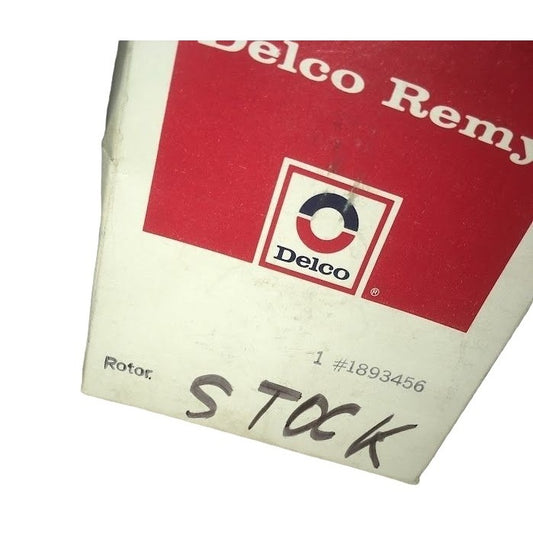 Delco Remy
Delco
®
1 #1893456
Rotor.
STOCK